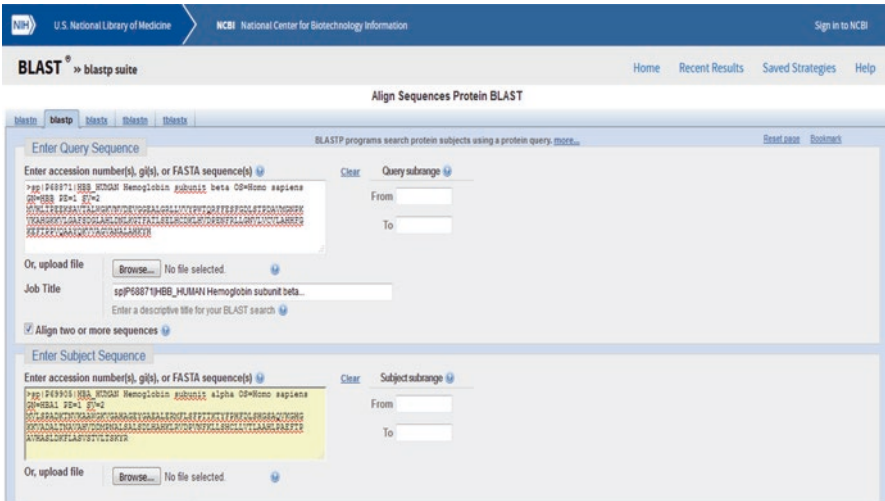 NIH U.S. National Library of Medicine NCBI National Center for Biotechnology Information Sign in to NCBI
BLAST ® » blastp suite Home Recent Results Saved Strategies Help
Align Sequences Protein BLAST
blastn blastp blastx tblastn tblastx
Enter Query Sequence BLASTP programs search protein subjects using a protein query. more... Reset page Bookmark
Enter accession number(s), gi(s), or FASTA sequence(s) Clear Query subrange
>sp|P68871|HBB_HUMAN Hemoglobin subunit beta OS=Homo sapiens
GN=HBB PE=1 SV=2
From
To
Or, upload file Browse... No file selected.
Job Title sp|P68871|HBB_HUMAN Hemoglobin subunit beta...
Enter a descriptive title for your BLAST search
Align two or more sequences
Enter Subject Sequence
Enter accession number(s), gi(s), or FASTA sequence(s) Clear Subject subrange
>sp|P69905|HBA_HUMAN Hemoglobin subunit alpha OS=Homo sapiens
GN=HBA1 PE=1 SV=2
From
To
Or, upload file Browse... No file selected.